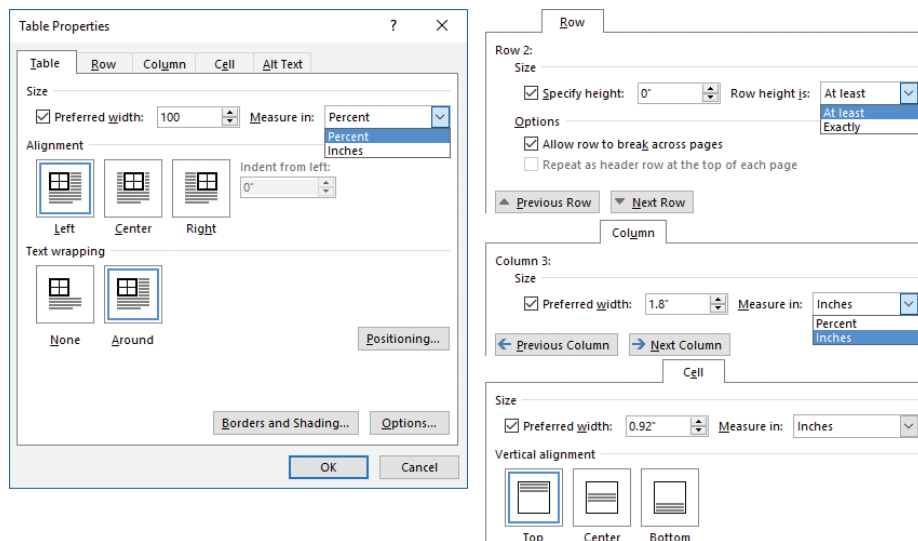 Table Properties ? ×
Table Row Column Cell Alt Text
Size
Preferred width: 100 Measure in: Percent
Percent
Inches
Alignment
Indent from left:
0"
Left Center Right
Text wrapping
None Around
Positioning...
Borders and Shading... Options...
OK Cancel
Row
Row 2:
Size
Specify height: 0" Row height is: At least
At least
Exactly
Options
Allow row to break across pages
Repeat as header row at the top of each page
Previous Row Next Row
Column
Column 3:
Size
Preferred width: 1.8" Measure in: Inches
Percent
Inches
Previous Column Next Column
Cell
Size
Preferred width: 0.92" Measure in: Inches
Vertical alignment
Top Center Bottom